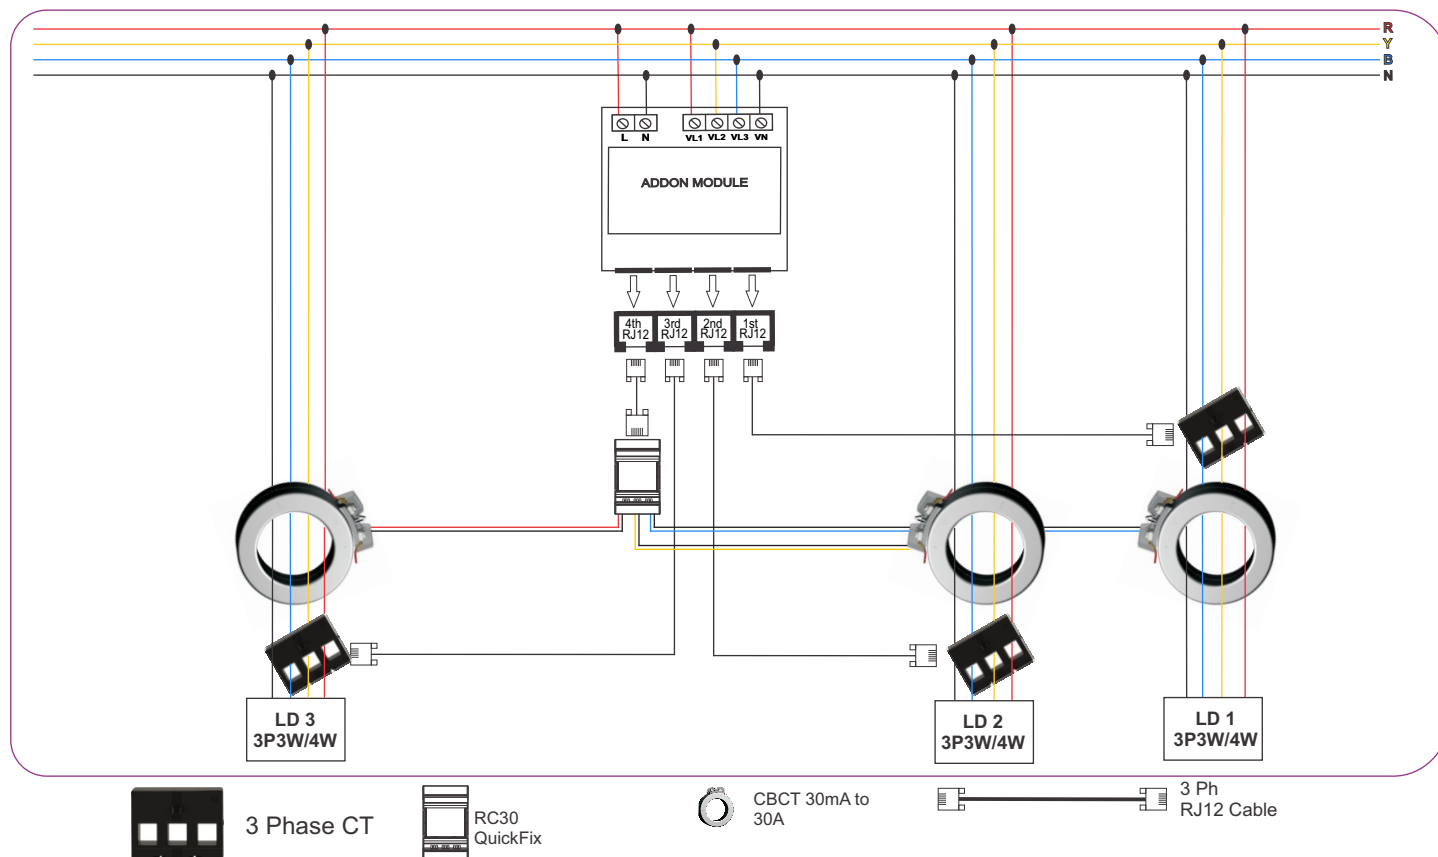 R
Y
B
N
L N VL1 VL2 VL3 VN
ADDON MODULE
4th
RJ12
3rd
RJ12
2nd
RJ12
1st
RJ12
LD 3
3P3W/4W
LD 2
3P3W/4W
LD 1
3P3W/4W
3 Phase CT
RC30
QuickFix
CBCT 30mA to
30A
3 Ph
RJ12 Cable